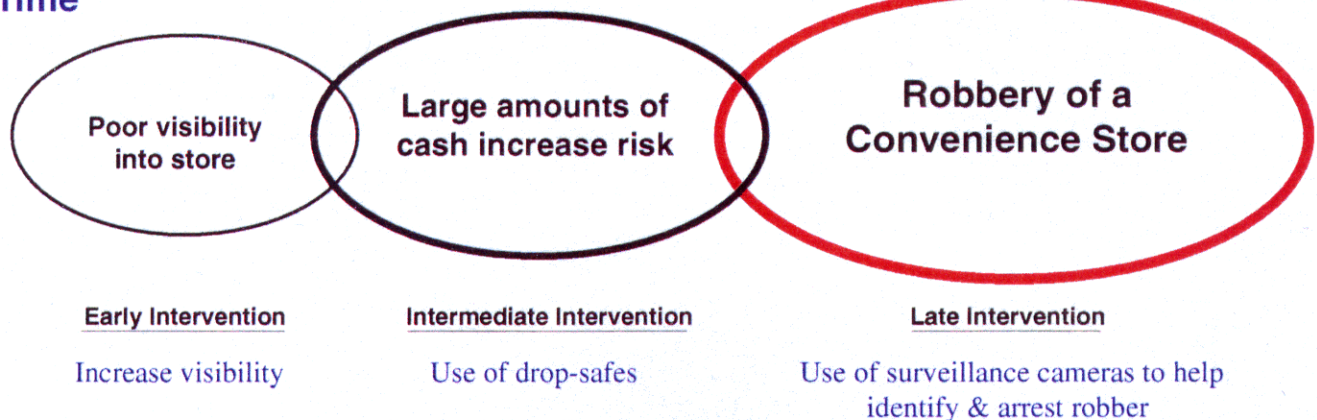 Poor visibility
into store
Large amounts of
cash increase risk
Robbery of a
Convenience Store
Early Intervention
Intermediate Intervention
Late Intervention
Increase visibility
Use of drop-safes
Use of surveillance cameras to help
identify & arrest robber